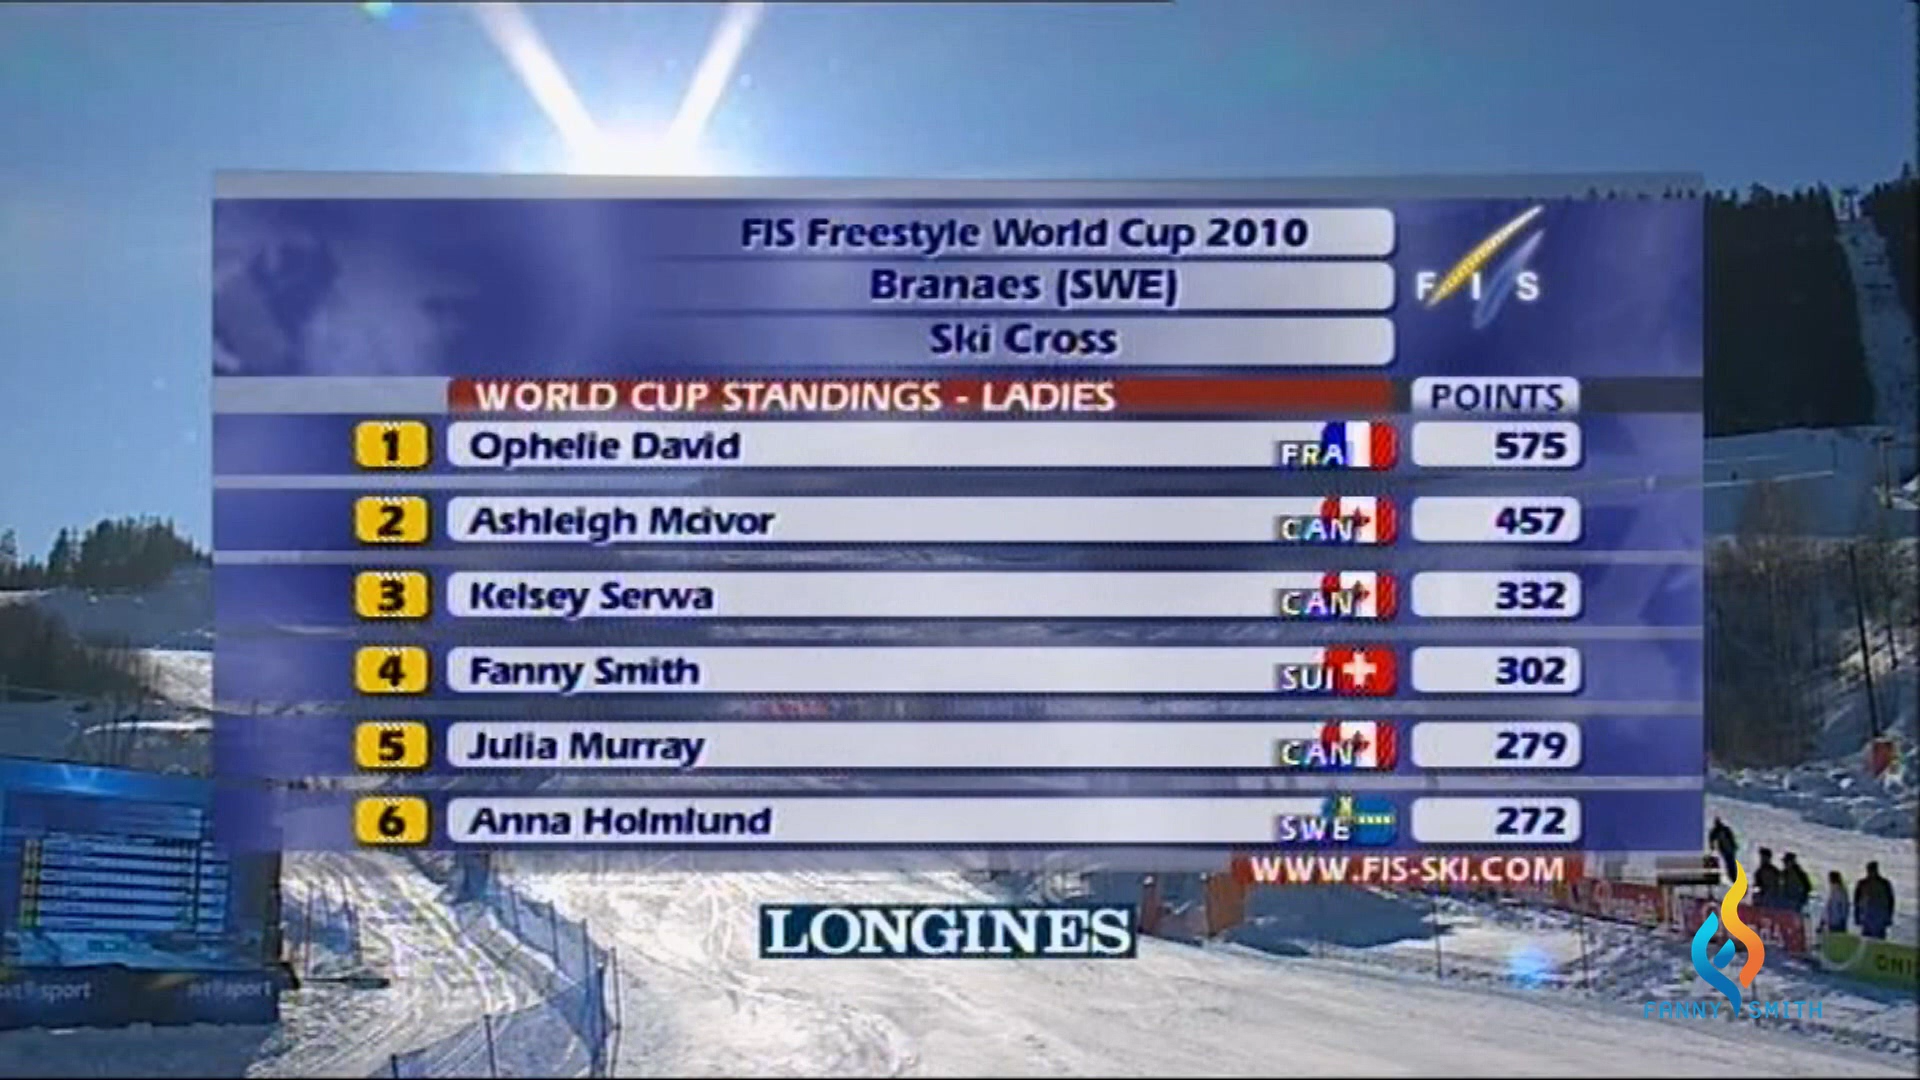 FIS Freestyle World Cup 2010
Branaes (SWE)
Ski Cross
F I S
WORLD CUP STANDINGS - LADIES POINTS
1 Ophelie David FRA 575
2 Ashleigh McIvor CAN 457
3 Kelsey Serwa CAN 332
4 Fanny Smith SUI 302
5 Julia Murray CAN 279
6 Anna Holmlund SWE 272
WWW.FIS-SKI.COM
LONGINES
FANNY SMITH